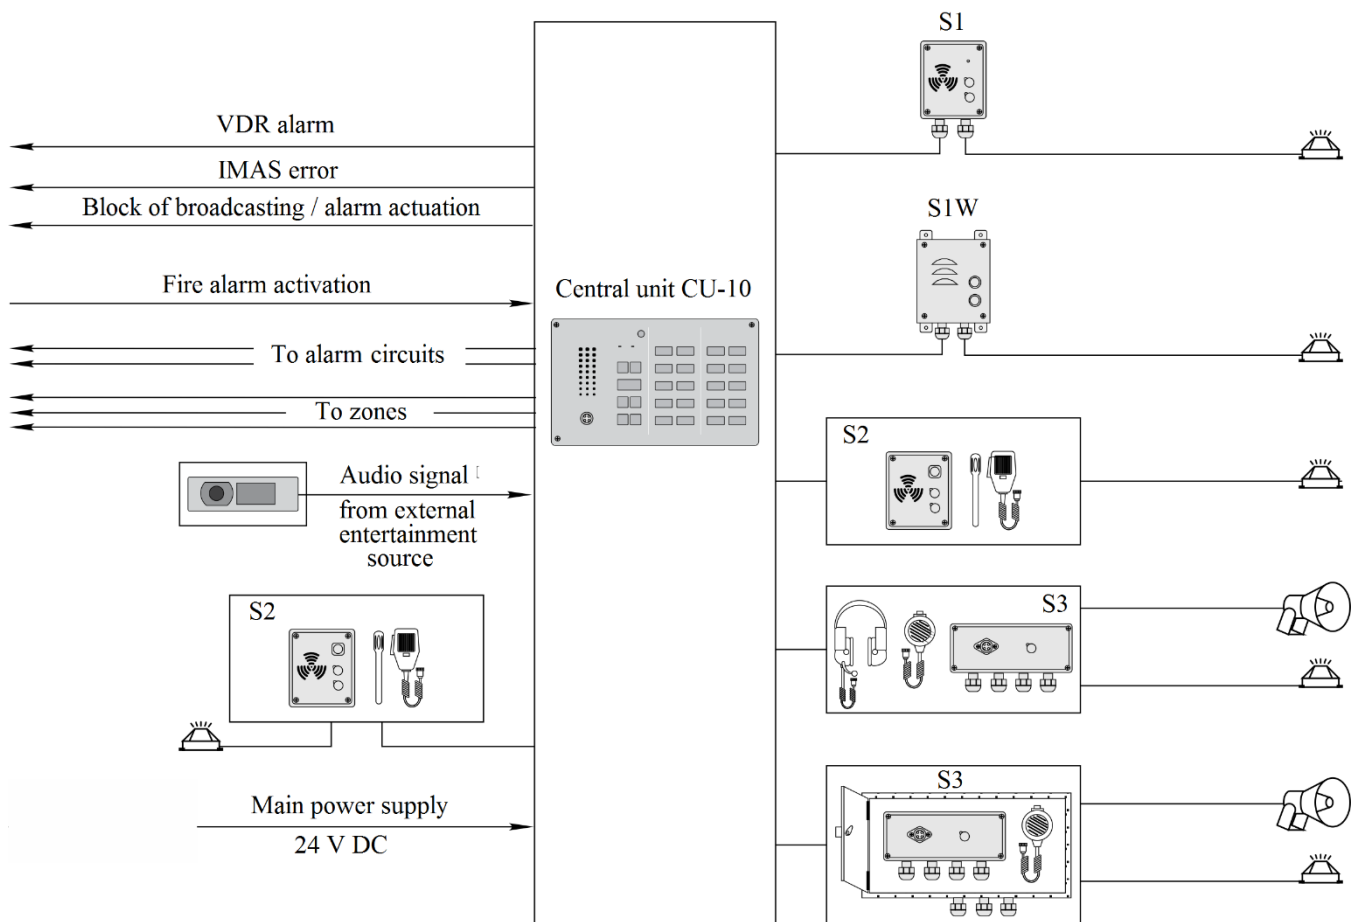 S1
VDR alarm
IMAS error
Block of broadcasting / alarm actuation
S1W
Fire alarm activation
Central unit CU-10
To alarm circuits
To zones
S2
Audio signal
from external
entertainment
source
S2
S3
S3
Main power supply
24 V DC